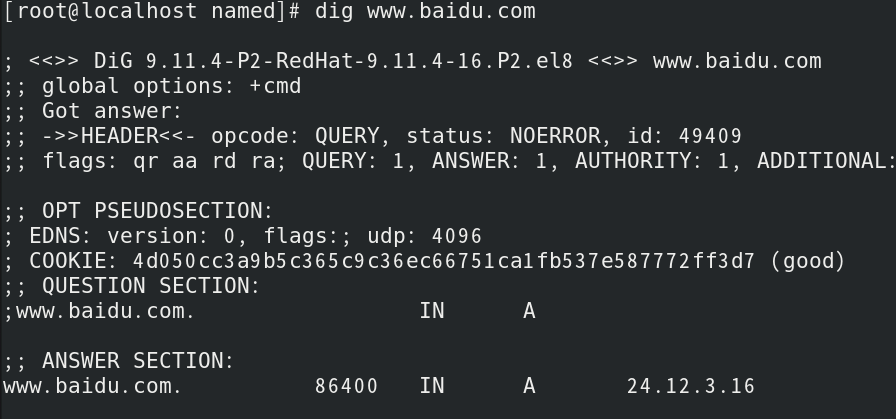 [root@localhost named]# dig www.baidu.com
; <<>> DiG 9.11.4-P2-RedHat-9.11.4-16.P2.el8 <<>> www.baidu.com
;; global options: +cmd
;; Got answer:
;; ->>HEADER<<- opcode: QUERY, status: NOERROR, id: 49409
;; flags: qr aa rd ra; QUERY: 1, ANSWER: 1, AUTHORITY: 1, ADDITIONAL:
;; OPT PSEUDOSECTION:
; EDNS: version: 0, flags:; udp: 4096
; COOKIE: 4d050cc3a9b5c365c9c36ec66751ca1fb537e587772ff3d7 (good)
;; QUESTION SECTION:
;www.baidu.com. IN A
;; ANSWER SECTION:
www.baidu.com. 86400 IN A 24.12.3.16